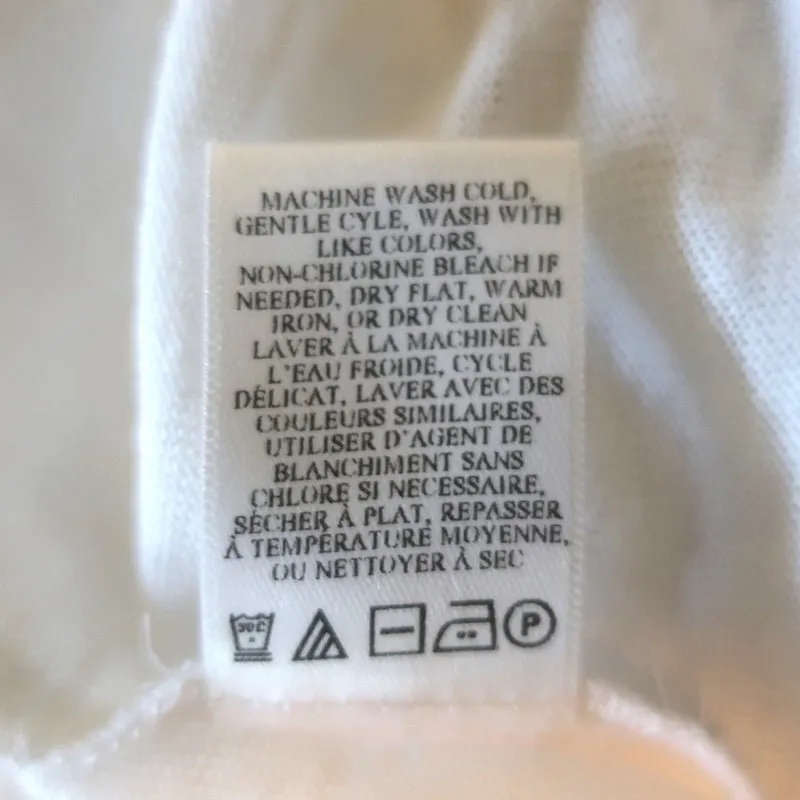 MACHINE WASH COLD,
GENTLE CYLE, WASH WITH
LIKE COLORS,
NON-CHLORINE BLEACH IF
NEEDED, DRY FLAT, WARM
IRON, OR DRY CLEAN
LAVER À LA MACHINE À
L'EAU FROIDE, CYCLE
DÉLICAT, LAVER AVEC DES
COULEURS SIMILAIRES,
UTILISER D'AGENT DE
BLANCHIMENT SANS
CHLORE SI NECESSAIRE,
SÉCHER À PLAT, REPASSER
À TEMPÉRATURE MOYENNE,
OU NETTOYER À SEC
30C P